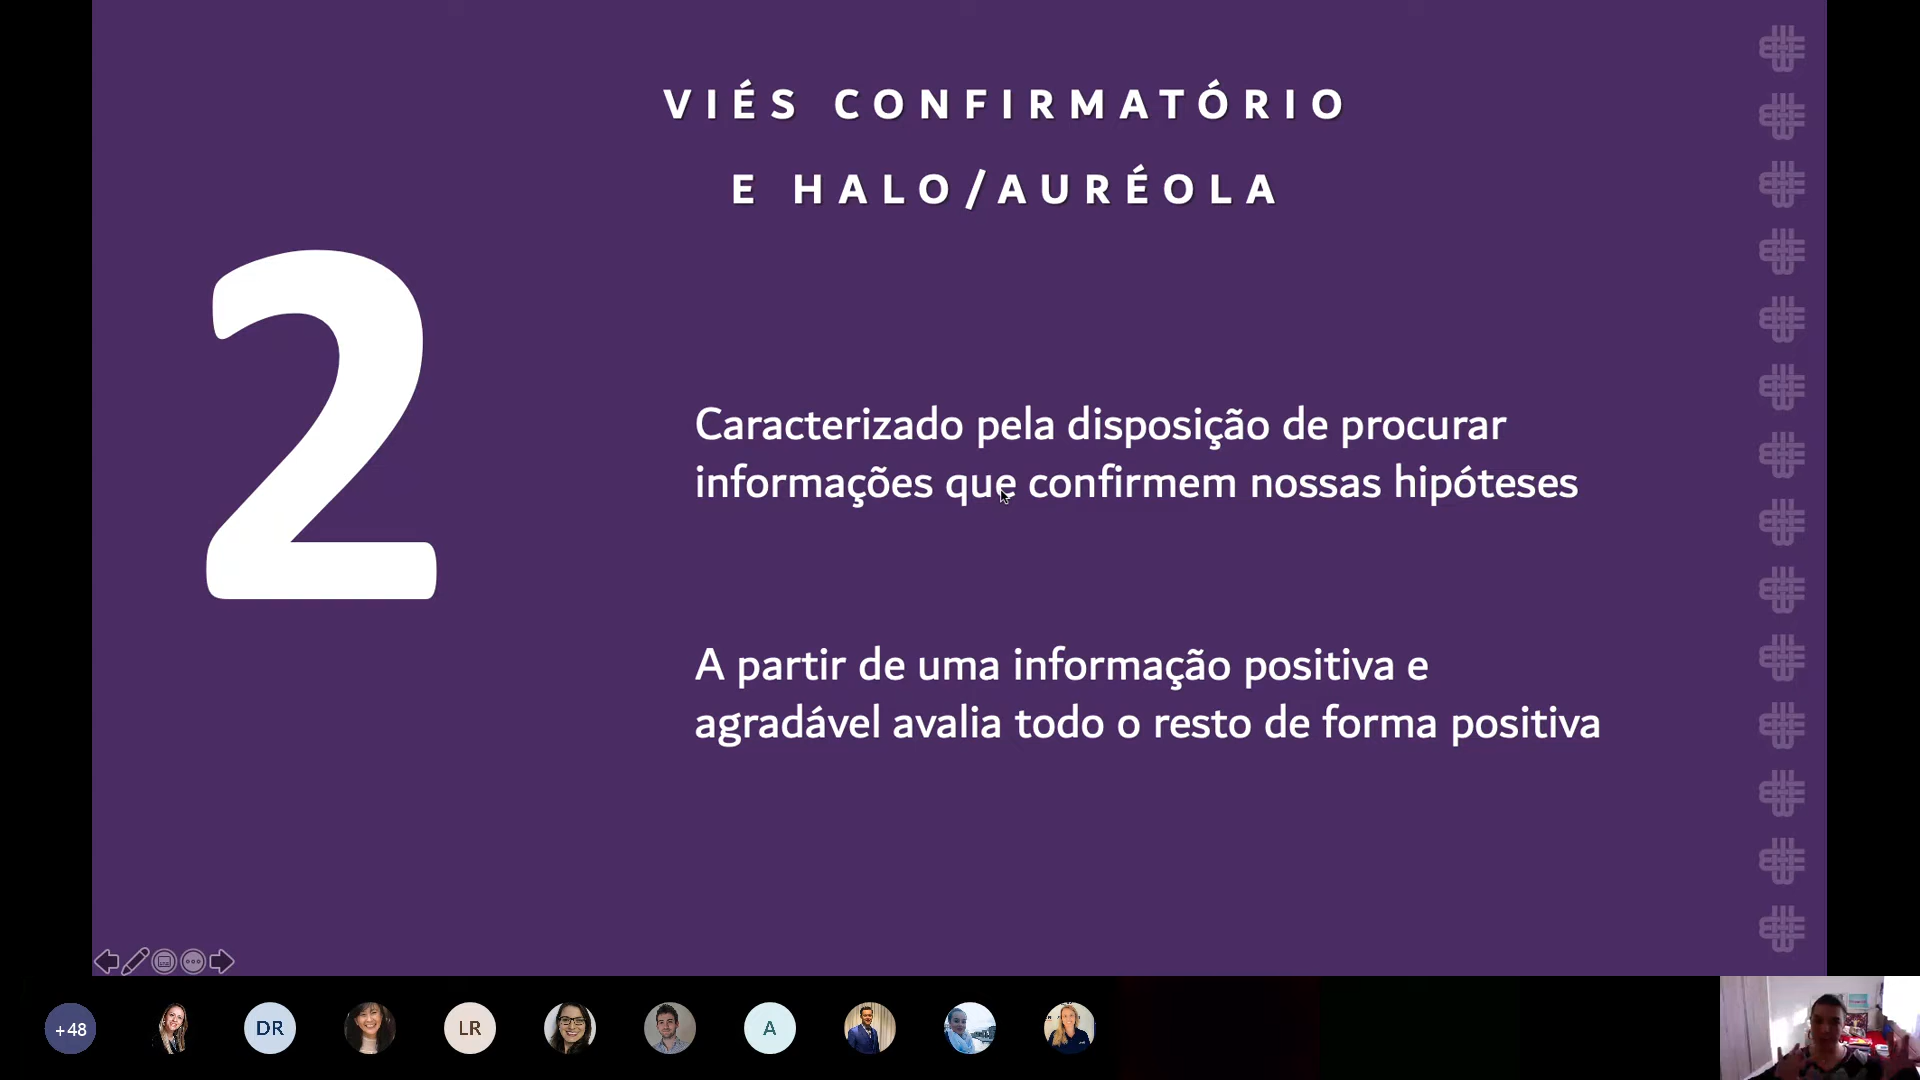 VIÉS CONFIRMATÓRIO
E HALO/AURÉOLA
2
Caracterizado pela disposição de procurar
informações que confirmem nossas hipóteses
A partir de uma informação positiva e
agradável avalia todo o resto de forma positiva
+48
DR
LR
A